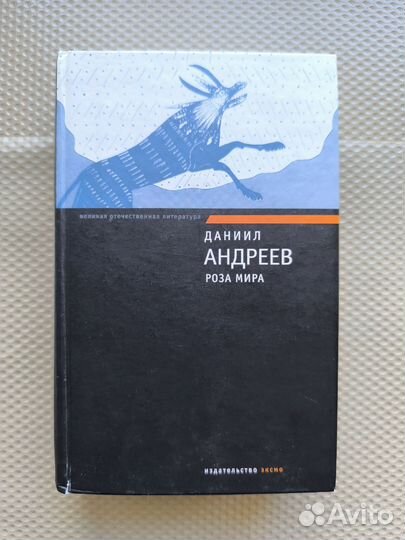 великая отечественная литература
ДАНИИЛ
АНДРЕЕВ
РОЗА МИРА
издательство эксмо
Avito